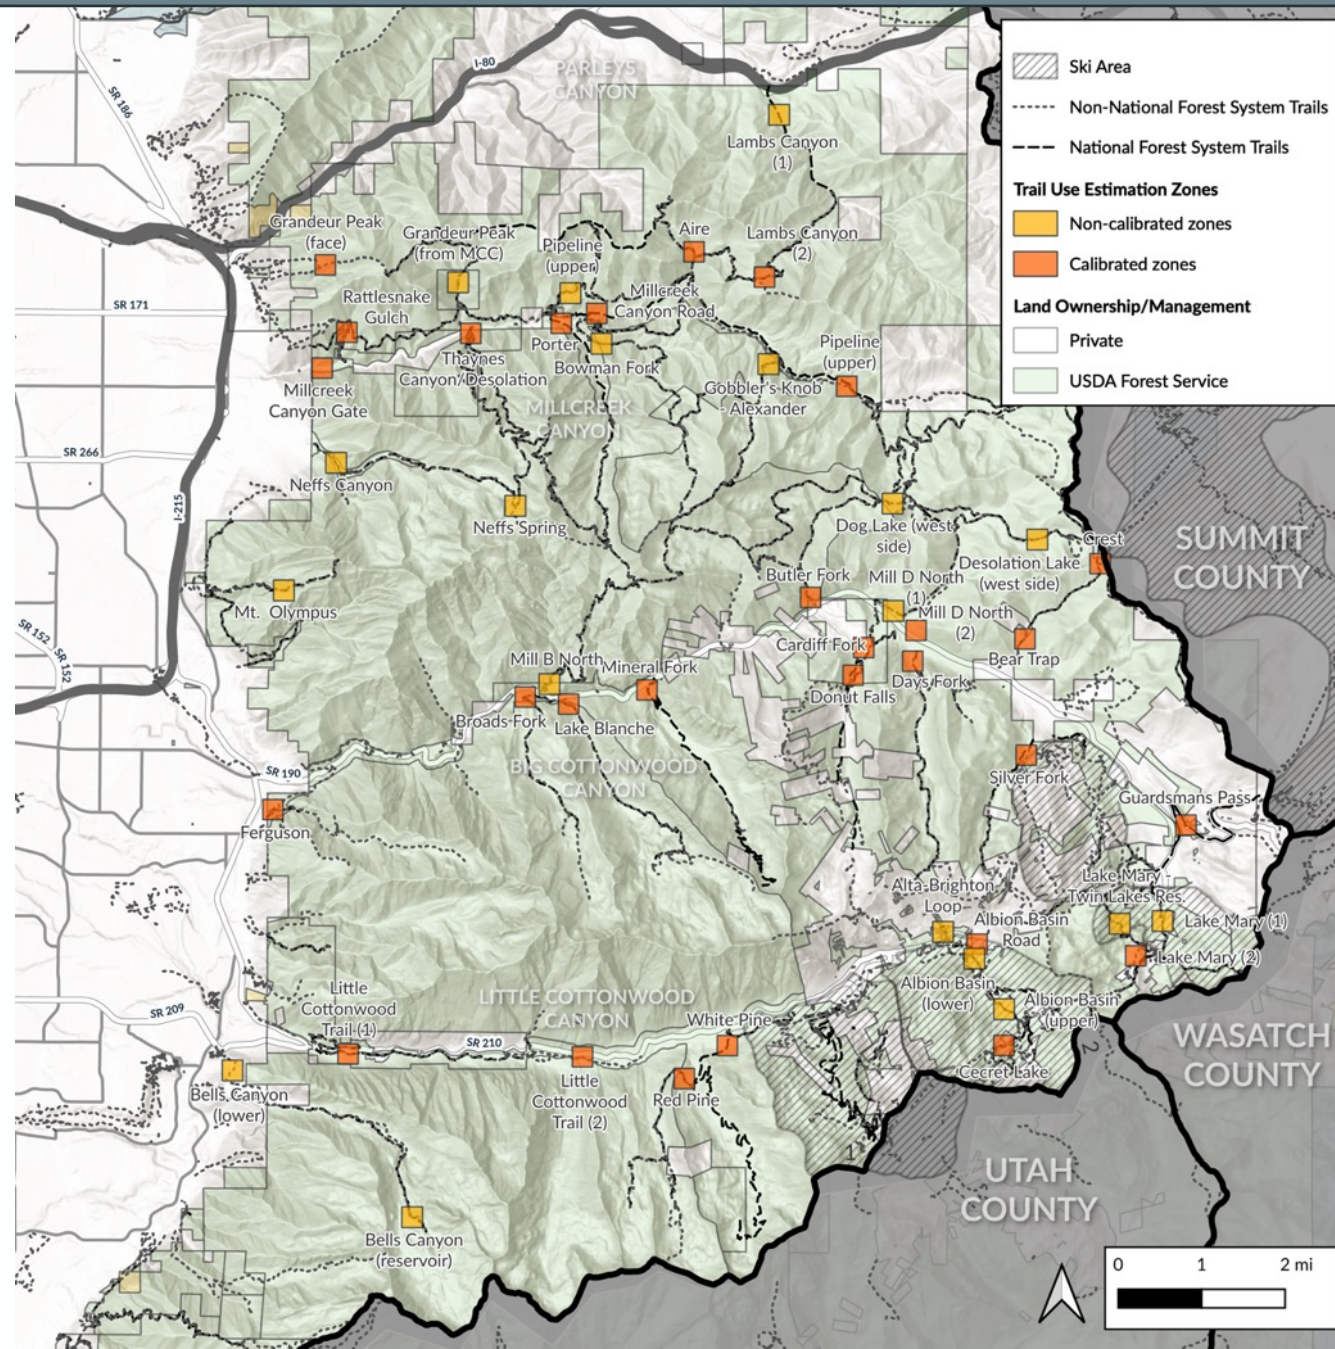 I-80
PARLEYS
CANYON
SR 186
Ski Area
Non-National Forest System Trails
National Forest System Trails
Trail Use Estimation Zones
Non-calibrated zones
Calibrated zones
Land Ownership/Management
Private
USDA Forest Service
Lambs Canyon
(1)
Grandeur Peak
(face)
Grandeur Peak
(from MCC)
Pipeline
(upper)
Aire
Lambs Canyon
(2)
SR 171
Rattlesnake
Gulch
Millcreek
Canyon Road
Porter
Bowman Fork
Thaynes
Canyon/Desolation
Millcreek
Canyon Gate
Pipeline
(upper)
Gobbler's Knob
- Alexander
MILLCREEK
CANYON
SR 266
I-215
Neffs Canyon
Neffs Spring
Dog Lake (west
side)
Desolation Lake
(west side)
Crest
SUMMIT
COUNTY
Butler Fork
Mill D North
(1)
Mill D North
(2)
Mt. Olympus
SR 152
SR 152
Cardiff Fork
Bear Trap
Mill B North
Mineral Fork
Donut Falls
Days Fork
Broads Fork
Lake Blanche
BIG COTTONWOOD
CANYON
SR 190
Silver Fork
Guardsmans Pass
Ferguson
Alta-Brighton
Loop
Lake Mary -
Twin Lakes Res.
Albion Basin
Road
Lake Mary (1)
Lake Mary (2)
Albion Basin
(lower)
Albion Basin
(upper)
Cecret Lake
LITTLE COTTONWOOD
CANYON
Little
Cottonwood
Trail (1)
SR 209
SR 210
White Pine
Little
Cottonwood
Trail (2)
Red Pine
Bells Canyon
(lower)
WASATCH
COUNTY
2
1
UTAH
COUNTY
Bells Canyon
(reservoir)
0 1 2 mi